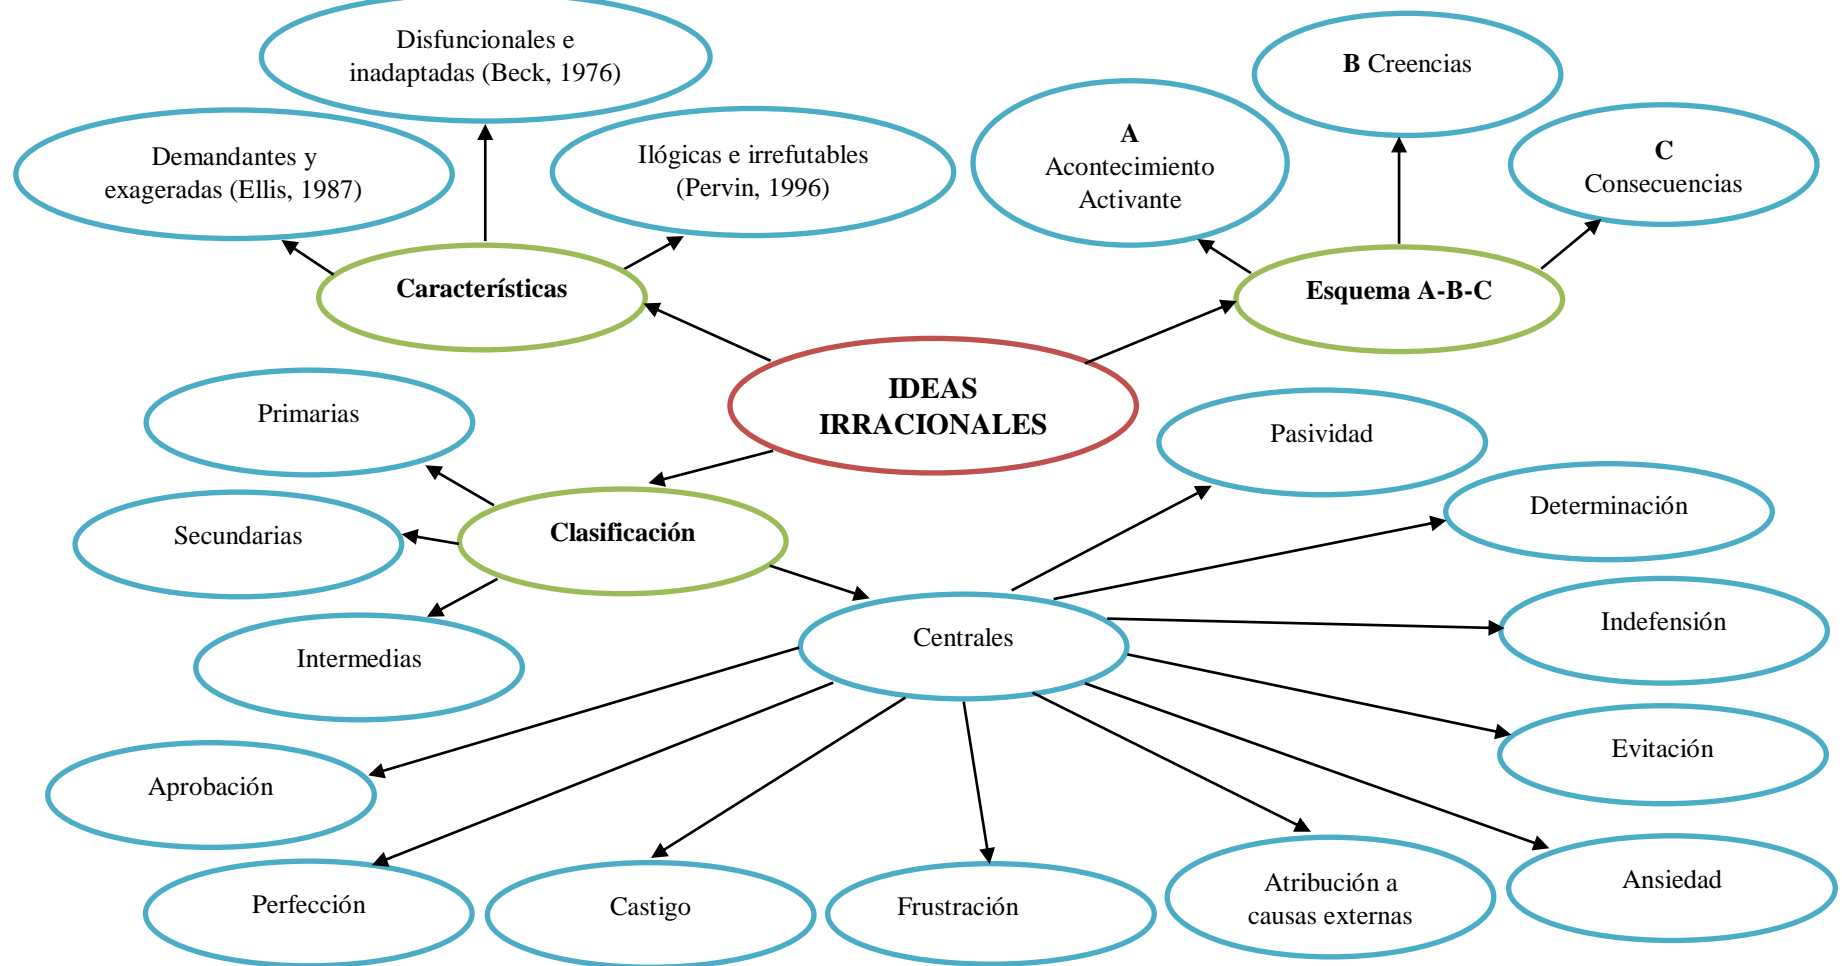 Disfuncionales e
inadaptadas (Beck, 1976)
B Creencias
A
Acontecimiento
Activante
Demandantes y
exageradas (Ellis, 1987)
Ilógicas e irrefutables
(Pervin, 1996)
C
Consecuencias
Características
Esquema A-B-C
IDEAS
IRRACIONALES
Primarias
Pasividad
Secundarias
Clasificación
Determinación
Intermedias
Centrales
Indefensión
Evitación
Aprobación
Perfección
Castigo
Frustración
Atribución a
causas externas
Ansiedad